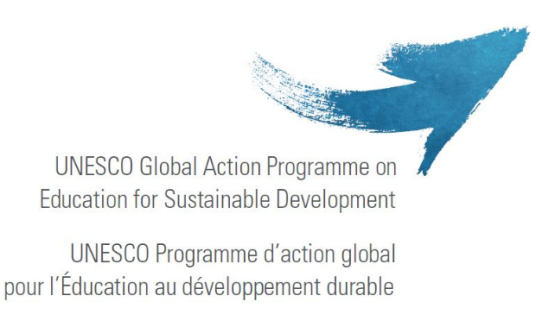 UNESCO Global Action Programme on
Education for Sustainable Development
UNESCO Programme d'action global
pour l'Éducation au développement durable